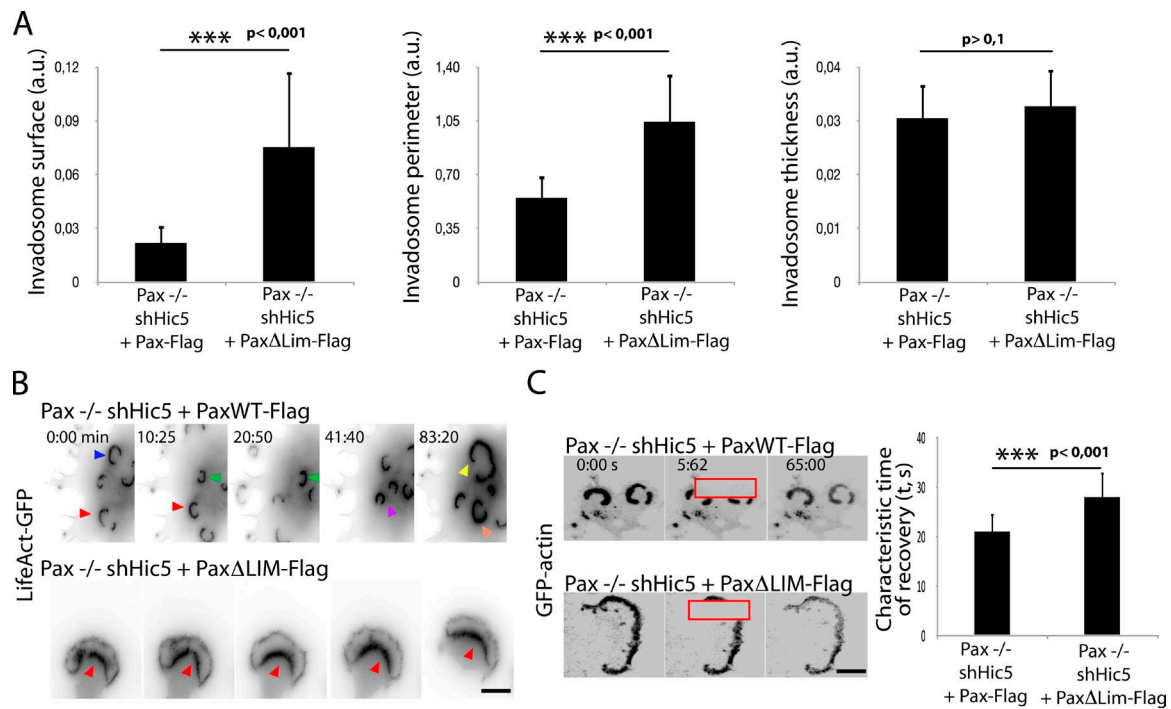 A
*** p< 0,001
Invadosome surface (a.u.)
0,12
0,09
0,06
0,03
0
Pax -/-
shHic5
+ Pax-Flag
Pax -/-
shHic5
+ PaxΔLim-Flag
*** p< 0,001
Invadosome perimeter (a.u.)
1,40
1,05
0,70
0,35
0
Pax -/-
shHic5
+ Pax-Flag
Pax -/-
shHic5
+ PaxΔLim-Flag
p> 0,1
Invadosome thickness (a.u.)
0,04
0,03
0,02
0,01
0
Pax -/-
shHic5
+ Pax-Flag
Pax -/-
shHic5
+ PaxΔLim-Flag
B
Pax -/- shHic5 + PaxWT-Flag
0:00 min
10:25
20:50
41:40
83:20
LifeAct-GFP
Pax -/- shHic5 + PaxΔLIM-Flag
C
Pax -/- shHic5 + PaxWT-Flag
0:00 s
5:62
65:00
GFP-actin
Pax -/- shHic5 + PaxΔLIM-Flag
*** p< 0,001
Characteristic time
of recovery (t, s)
40
30
20
10
0
Pax -/-
shHic5
+ Pax-Flag
Pax -/-
shHic5
+ PaxΔLim-Flag